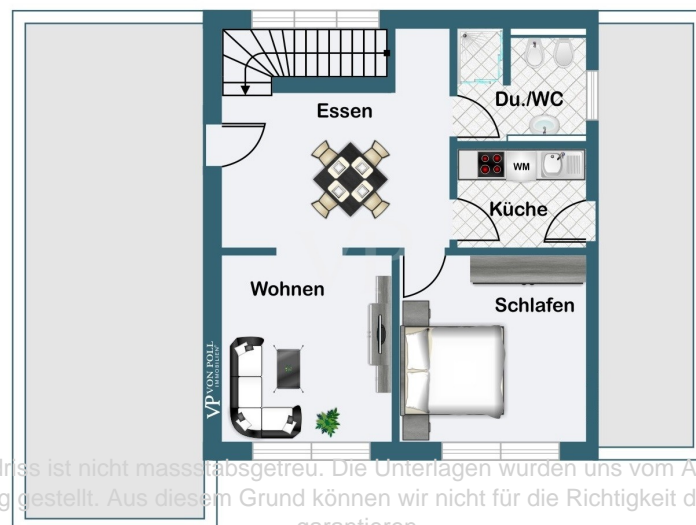 Essen
Du./WC
WM
Küche
Wohnen
Schlafen
VP VON POLL
IMMOBILIEN
ist nicht massstabsgetreu. Die Unterlagen wurden uns vom A
gestellt. Aus diesem Grund können wir nicht für die Richtigkeit d
garantieren